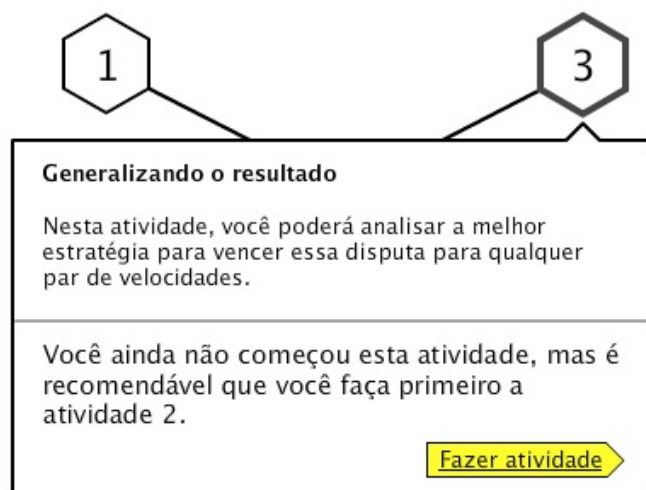 1
3
Generalizando o resultado
Nesta atividade, você poderá analisar a melhor
estratégia para vencer essa disputa para qualquer
par de velocidades.
Você ainda não começou esta atividade, mas é
recomendável que você faça primeiro a
atividade 2.
Fazer atividade